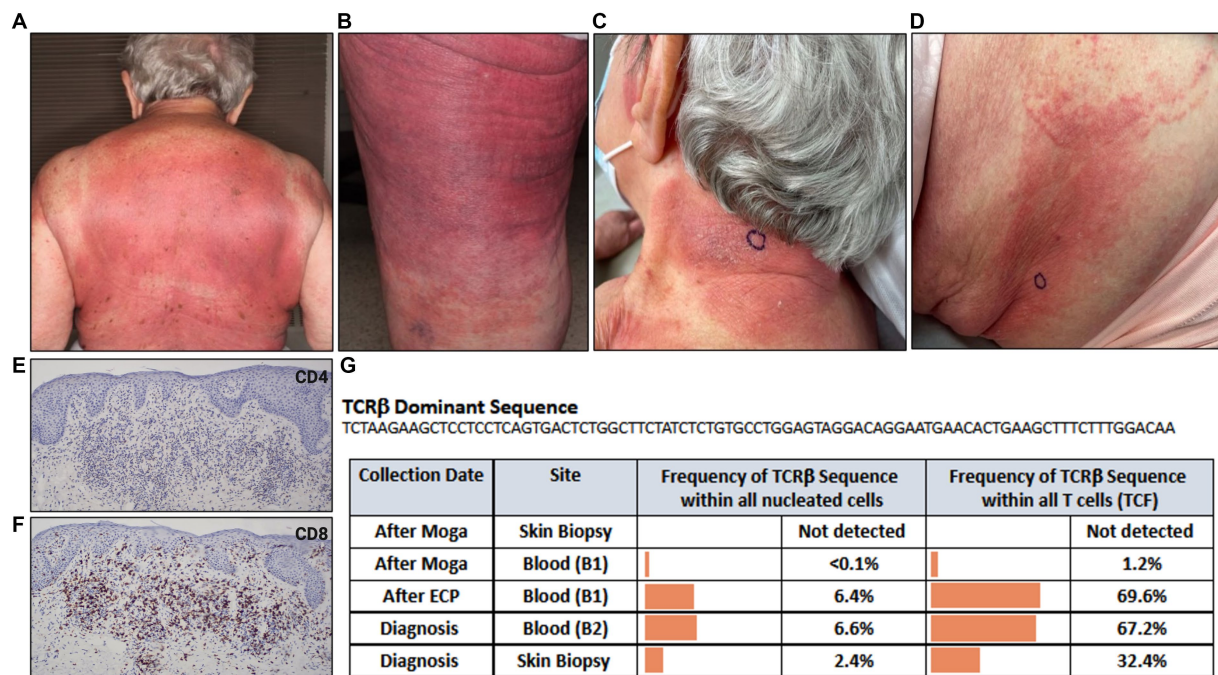 A B C D
E CD4
F CD8
G
TCRβ Dominant Sequence
TCTAAGAAGCTCCTCCTCAGTGACTCTGGCTTCTATCTCTGTGCCTGGAGTAGGACAGGAATGAACACTGAAGCTTTCTTTGGACAA
Collection Date Site Frequency of TCRβ Sequence within all nucleated cells Frequency of TCRβ Sequence within all T cells (TCF)
After Moga Skin Biopsy Not detected Not detected
After Moga Blood (B1) <0.1% 1.2%
After ECP Blood (B1) 6.4% 69.6%
Diagnosis Blood (B2) 6.6% 67.2%
Diagnosis Skin Biopsy 2.4% 32.4%